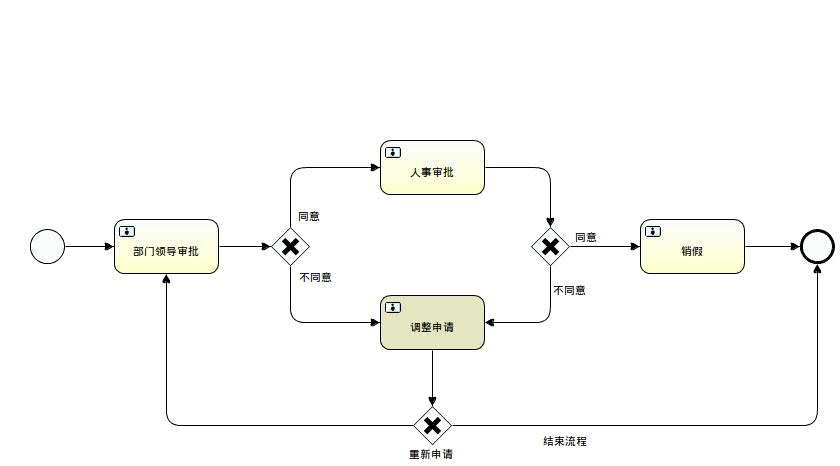 人事审批
同意
部门领导审批
同意
销假
不同意
不同意
调整申请
结束流程
重新申请